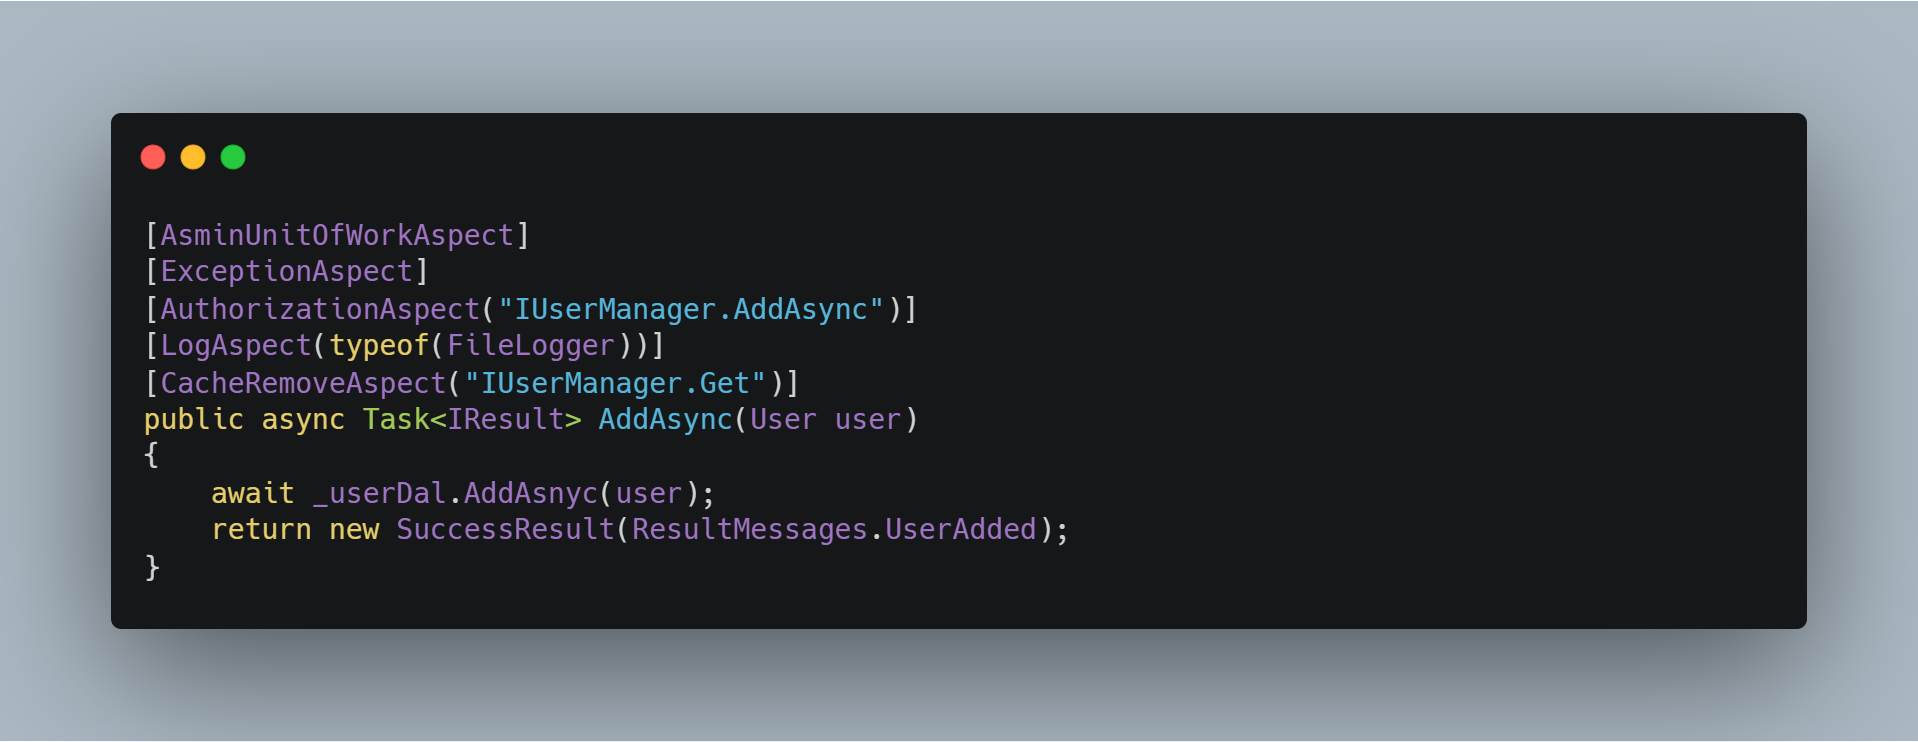 [AsminUnitOfWorkAspect]
[ExceptionAspect]
[AuthorizationAspect("IUserManager.AddAsync")]
[LogAspect(typeof(FileLogger))]
[CacheRemoveAspect("IUserManager.Get")]
public async Task<IResult> AddAsync(User user)
{
    await _userDal.AddAsnyc(user);
    return new SuccessResult(ResultMessages.UserAdded);
}